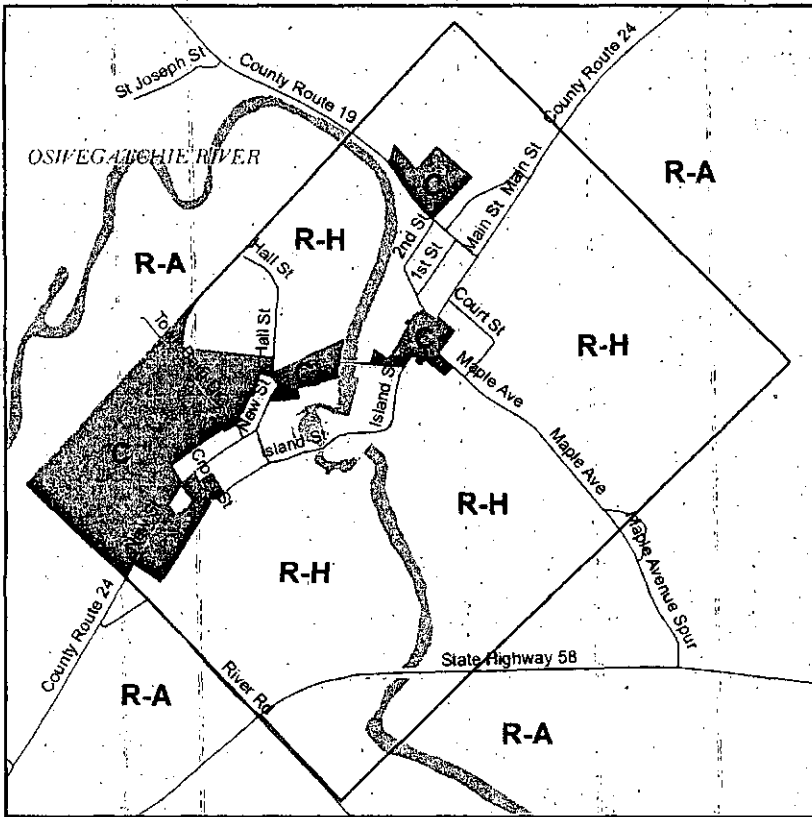 St Joseph St
County Route 19
County Route 24
OSWEGATCHIE RIVER
R-A
C
Main St
Main St
2nd St
1st St
R-H
Hall St
R-A
Court St
Hall St
C
R-H
C
Maple Ave
Island St
New St
C
Island St
Maple Ave
R-H
R-H
Maple Avenue Spur
County Route 24
State Highway 58
River Rd
R-A
R-A